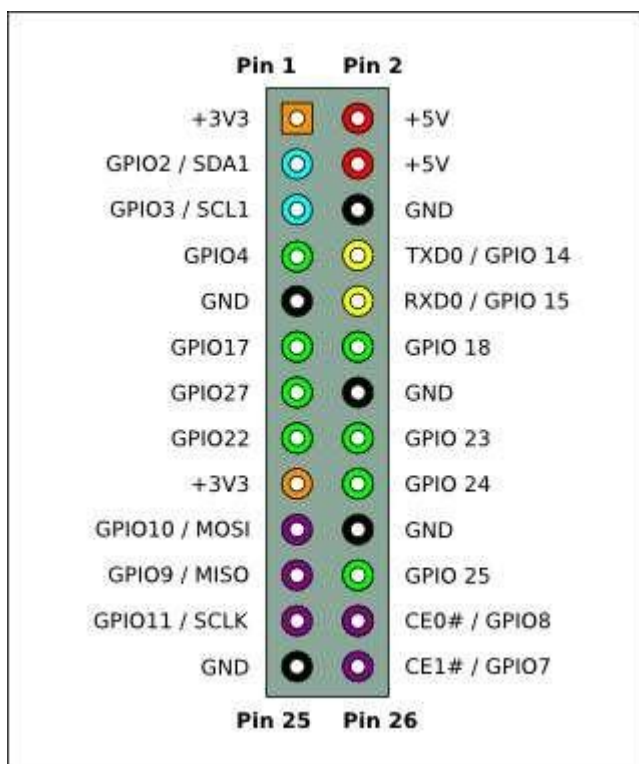 Pin 1 Pin 2
+3V3 +5V
GPIO2 / SDA1 +5V
GPIO3 / SCL1 GND
GPIO4 TXD0 / GPIO 14
GND RXD0 / GPIO 15
GPIO17 GPIO 18
GPIO27 GND
GPIO22 GPIO 23
+3V3 GPIO 24
GPIO10 / MOSI GND
GPIO9 / MISO GPIO 25
GPIO11 / SCLK CE0# / GPIO8
GND CE1# / GPIO7
Pin 25 Pin 26